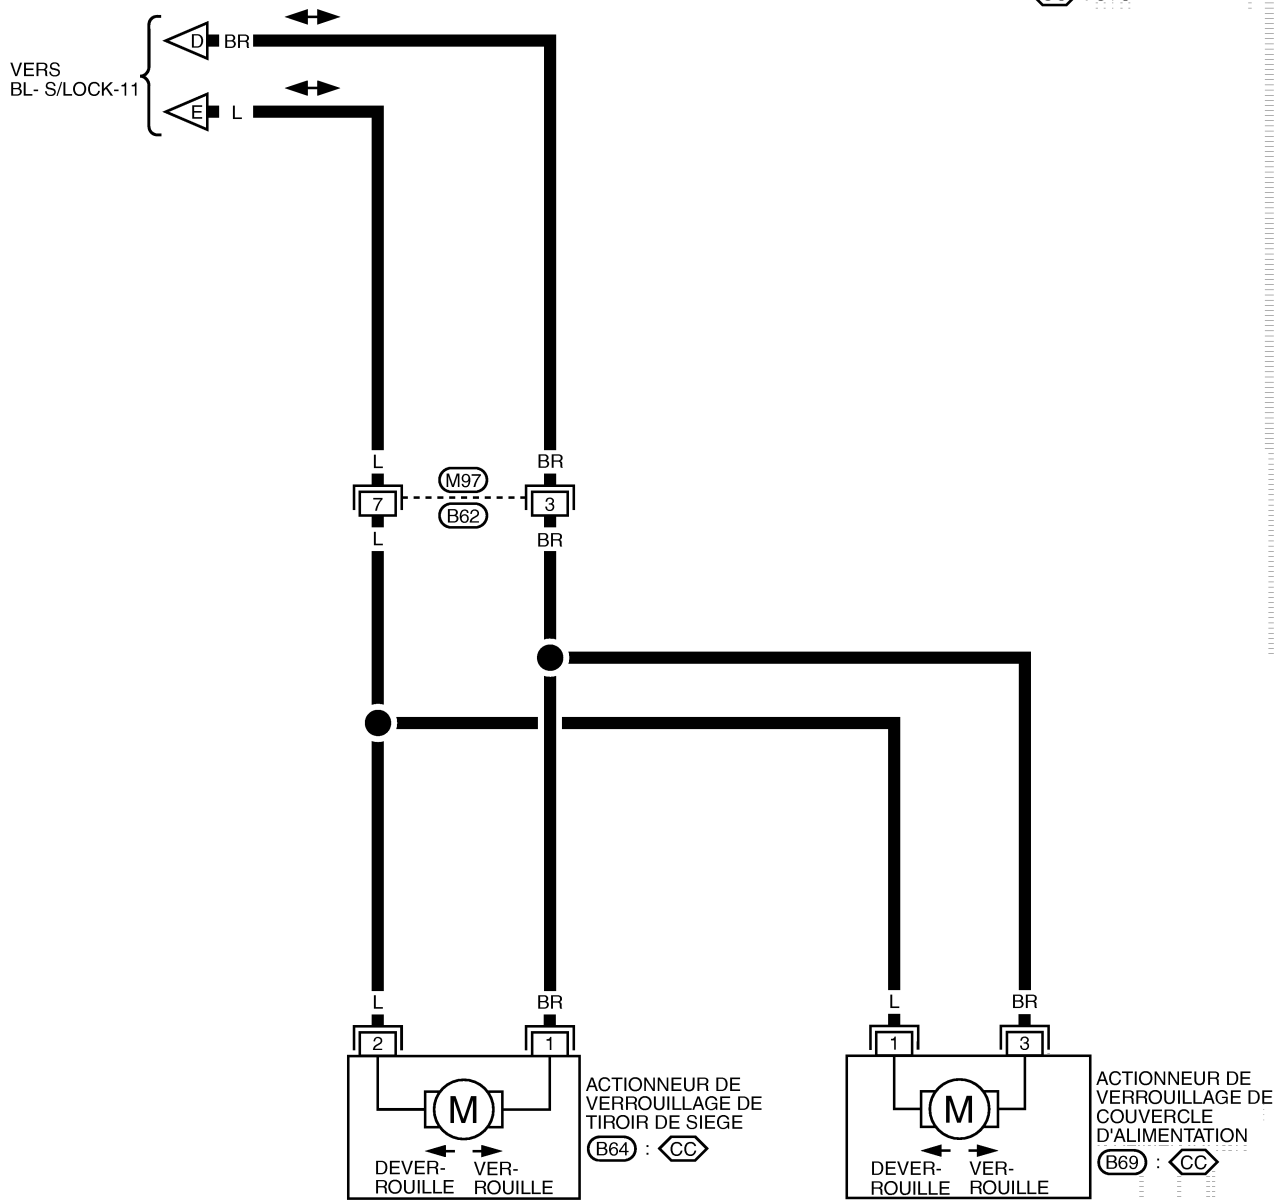 D BR
VERS
BL- S/LOCK-11
E L
L BR
7 M97 3
B62
L BR
L BR L BR
2 1 1 3
M
ACTIONNEUR DE
VERROUILLAGE DE
TIROIR DE SIEGE
B64 : CC
DEVER-
ROUILLE
VER-
ROUILLE
M
ACTIONNEUR DE
VERROUILLAGE DE
COUVERCLE
D'ALIMENTATION
B69 : CC
DEVER-
ROUILLE
VER-
ROUILLE